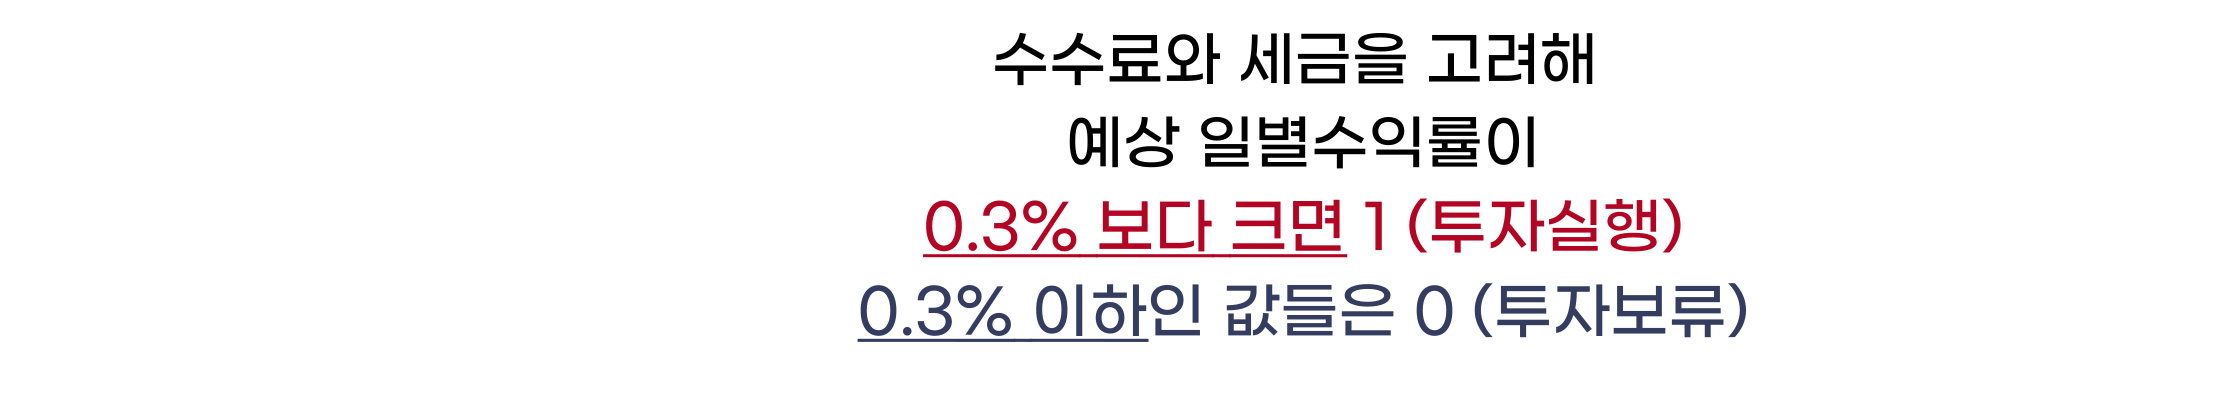 수수료와 세금을 고려해
예상 일별수익률이
0.3% 보다 크면 1 (투자실행)
0.3% 이하인 값들은 0 (투자보류)